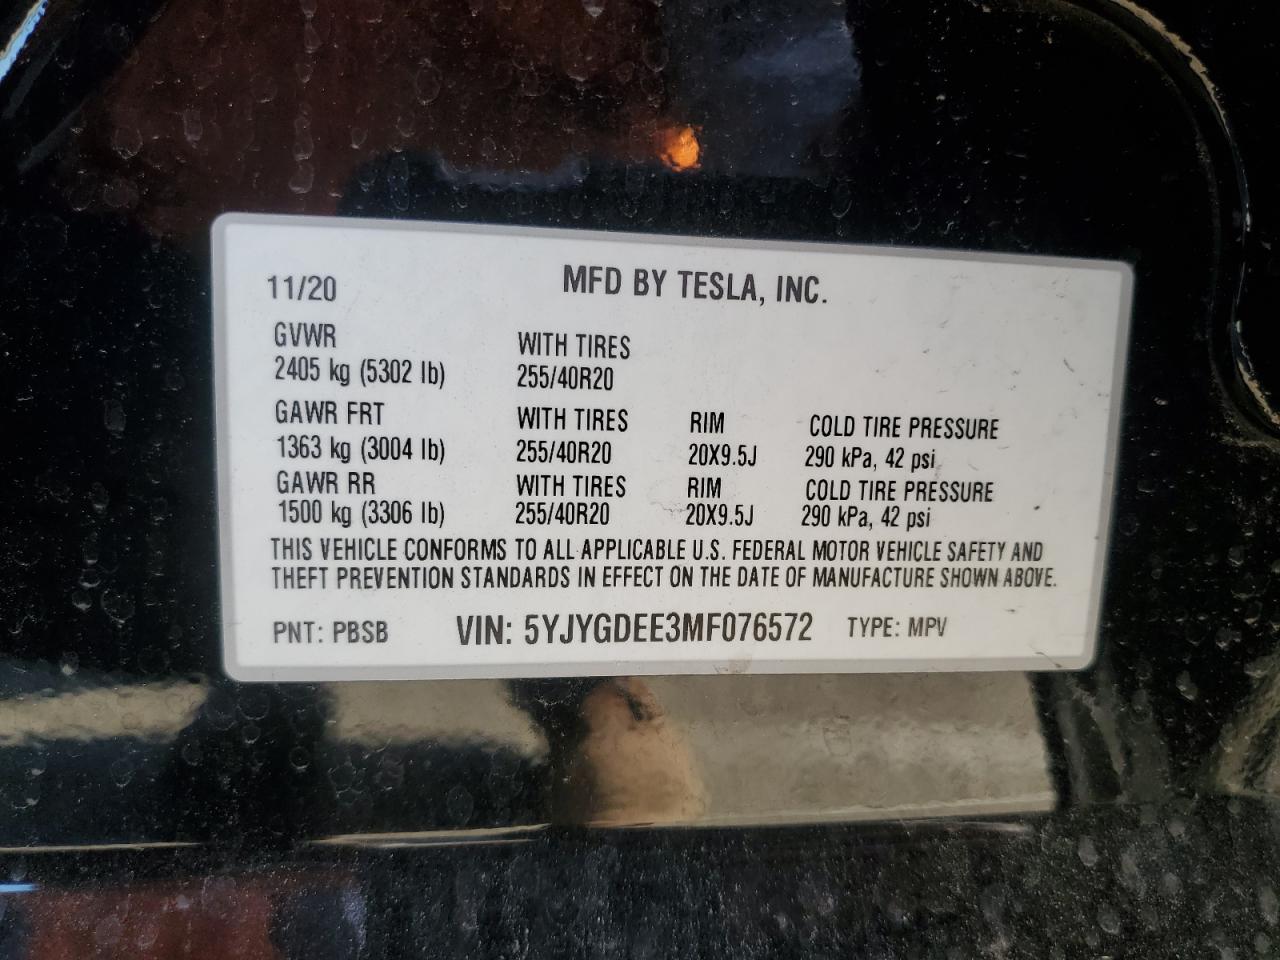 11/20 MFD BY TESLA, INC.
GVWR WITH TIRES
2405 kg (5302 lb) 255/40R20
GAWR FRT WITH TIRES RIM COLD TIRE PRESSURE
1363 kg (3004 lb) 255/40R20 20X9.5J 290 kPa, 42 psi
GAWR RR WITH TIRES RIM COLD TIRE PRESSURE
1500 kg (3306 lb) 255/40R20 20X9.5J 290 kPa, 42 psi
THIS VEHICLE CONFORMS TO ALL APPLICABLE U.S. FEDERAL MOTOR VEHICLE SAFETY AND
THEFT PREVENTION STANDARDS IN EFFECT ON THE DATE OF MANUFACTURE SHOWN ABOVE.
PNT: PBSB VIN: 5YJYGDEE3MF076572 TYPE: MPV